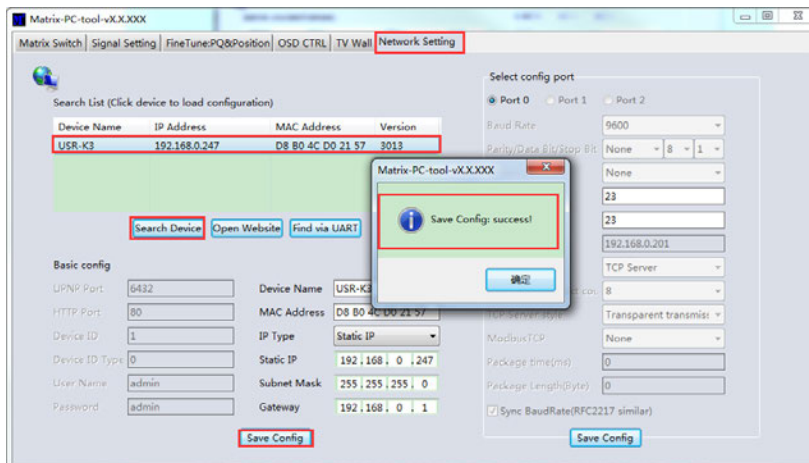 Matrix-PC-tool-vX.X.XXX
Matrix Switch Signal Setting FineTune:PQ&Position OSD CTRL TV Wall Network Setting
Search List (Click device to load configuration)
Device Name IP Address MAC Address Version
USR-K3 192.168.0.247 D8 B0 4C D0 21 57 3013
Search Device Open Website Find via UART
Basic config
UPNP Port 6432
HTTP Port 80
Device ID 1
Device ID Type 0
User Name admin
Password admin
Device Name USR-K3
MAC Address D8 B0 4C D0 21 57
IP Type Static IP
Static IP 192 . 168 . 0 . 247
Subnet Mask 255 . 255 . 255 . 0
Gateway 192 . 168 . 0 . 1
Save Config
Matrix-PC-tool-vX.X.XXX
Save Config: success!
确定
Select config port
Port 0 Port 1 Port 2
Baud Rate 9600
Parity/Data Bit/Stop Bit None 8 1
None
23
23
192.168.0.201
TCP Server
8
TCP Server Style Transparent transmis
ModbusTCP None
Package time(ms) 0
Package Length(Byte) 0
Sync BaudRate(RFC2217 similar)
Save Config